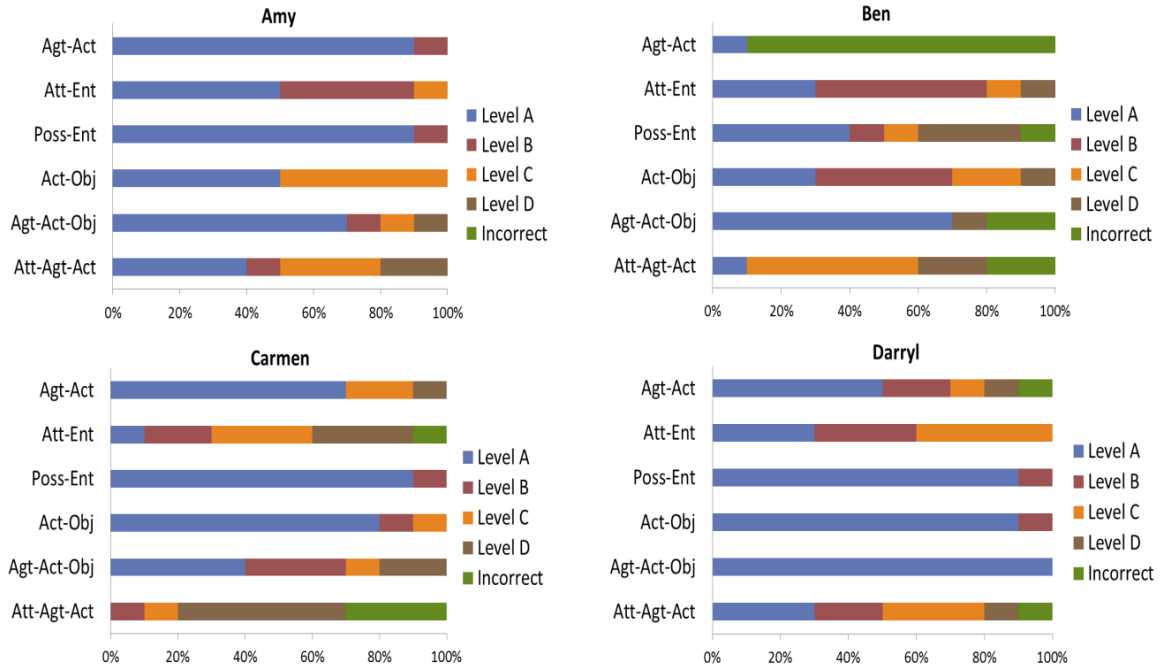 Amy
Agt-Act
Att-Ent
Poss-Ent
Act-Obj
Agt-Act-Obj
Att-Agt-Act
0% 20% 40% 60% 80% 100%
Level A
Level B
Level C
Level D
Incorrect
Ben
Agt-Act
Att-Ent
Poss-Ent
Act-Obj
Agt-Act-Obj
Att-Agt-Act
0% 20% 40% 60% 80% 100%
Level A
Level B
Level C
Level D
Incorrect
Carmen
Agt-Act
Att-Ent
Poss-Ent
Act-Obj
Agt-Act-Obj
Att-Agt-Act
0% 20% 40% 60% 80% 100%
Level A
Level B
Level C
Level D
Incorrect
Darryl
Agt-Act
Att-Ent
Poss-Ent
Act-Obj
Agt-Act-Obj
Att-Agt-Act
0% 20% 40% 60% 80% 100%
Level A
Level B
Level C
Level D
Incorrect